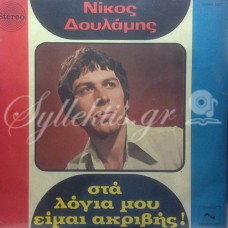 Stereo
Νίκος
Δουλάμης
Syllektis.gr
στά
λόγια μου
είμαι ακριβής!